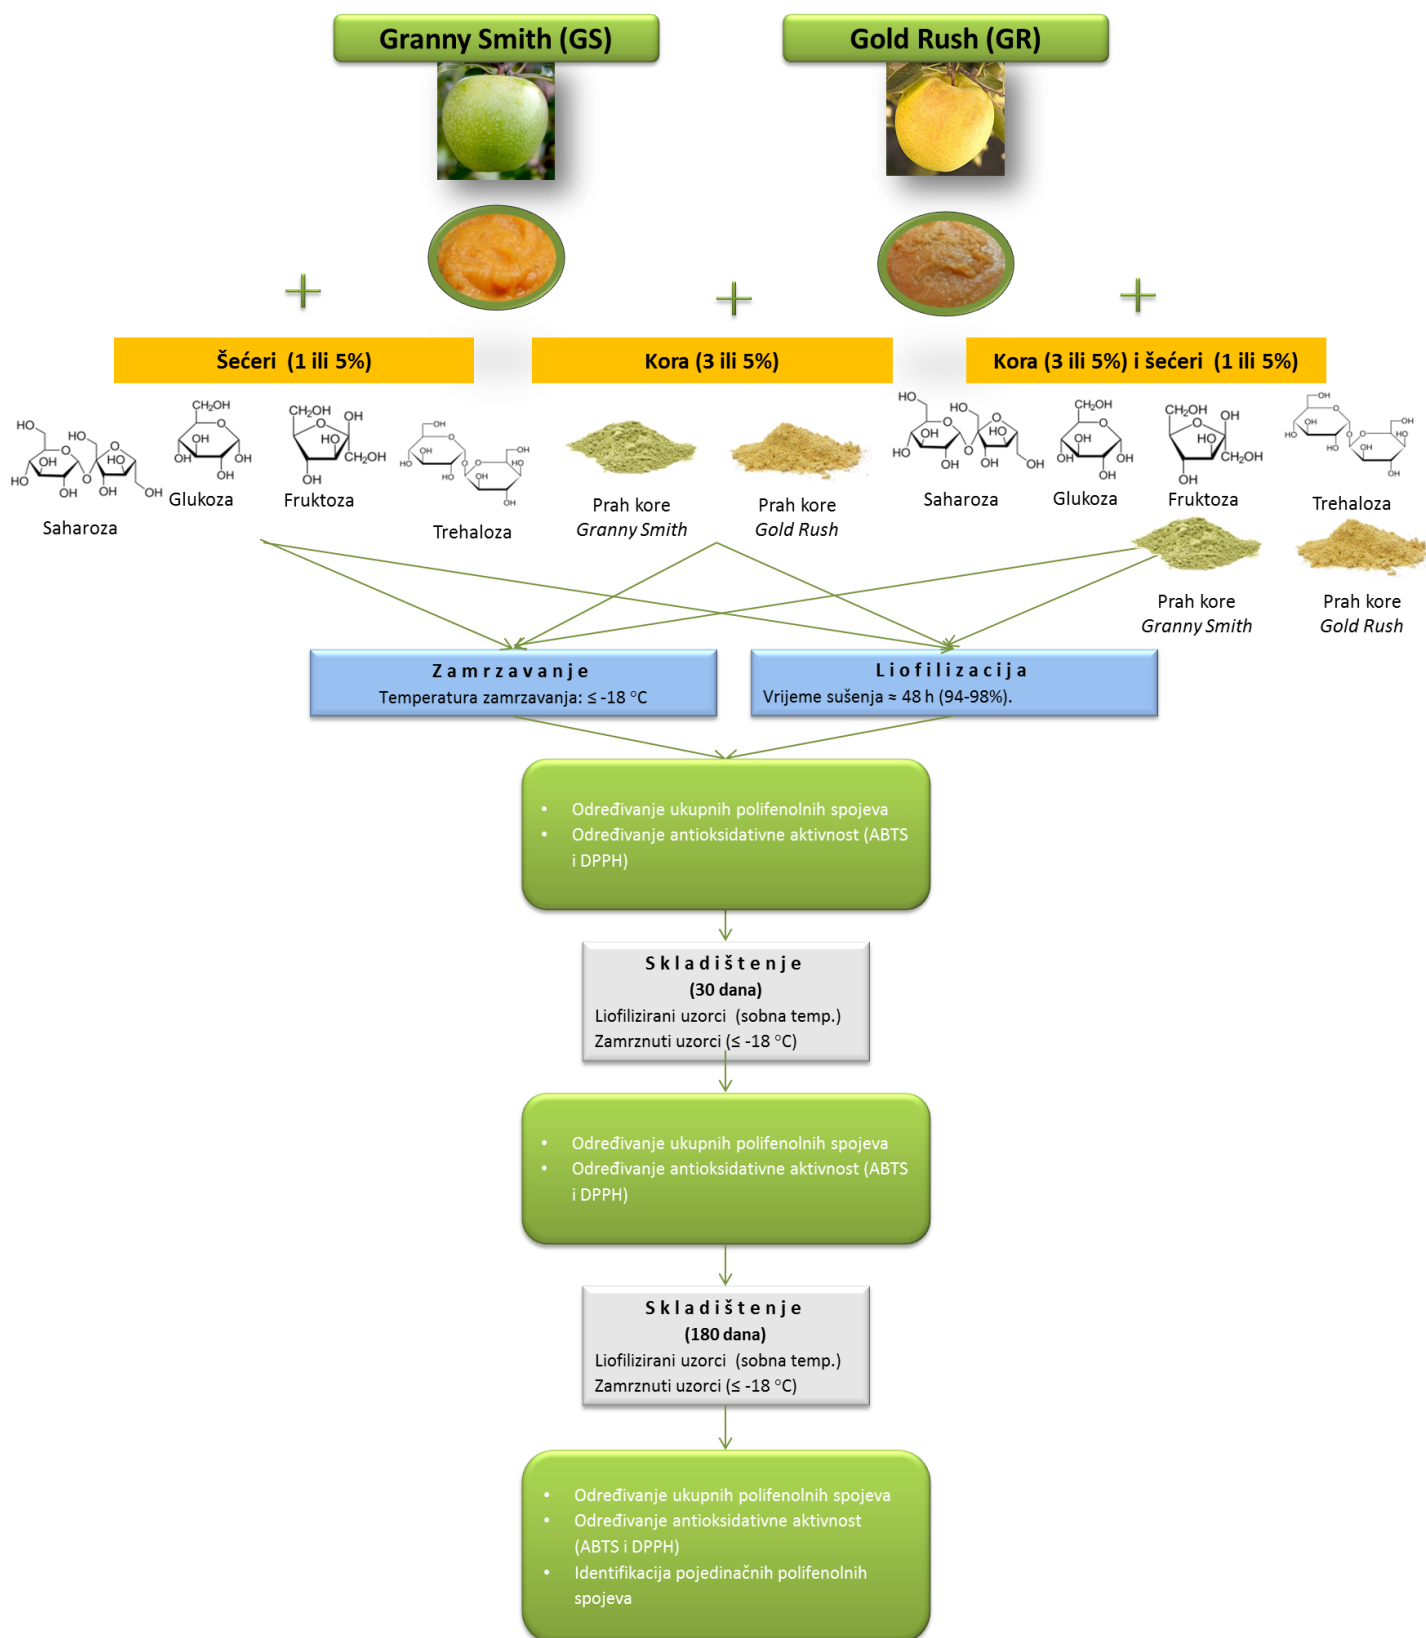 Granny Smith (GS)
Gold Rush (GR)
Šećeri (1 ili 5%)
Kora (3 ili 5%)
Kora (3 ili 5%) i šećeri (1 ili 5%)
Saharoza
Glukoza
Fruktoza
Trehaloza
Prah kore
Granny Smith
Prah kore
Gold Rush
Saharoza
Glukoza
Fruktoza
Trehaloza
Prah kore
Granny Smith
Prah kore
Gold Rush
Zamrzavanje
Temperatura zamrzavanja: ≤ -18 °C
Liofilizacija
Vrijeme sušenja ≈ 48 h (94-98%).
• Određivanje ukupnih polifenolnih spojeva
• Određivanje antioksidativne aktivnost (ABTS
i DPPH)
Skladištenje
(30 dana)
Liofilizirani uzorci (sobna temp.)
Zamrznuti uzorci (≤ -18 °C)
• Određivanje ukupnih polifenolnih spojeva
• Određivanje antioksidativne aktivnost (ABTS
i DPPH)
Skladištenje
(180 dana)
Liofilizirani uzorci (sobna temp.)
Zamrznuti uzorci (≤ -18 °C)
• Određivanje ukupnih polifenolnih spojeva
• Određivanje antioksidativne aktivnost
(ABTS i DPPH)
• Identifikacija pojedinačnih polifenolnih
spojeva